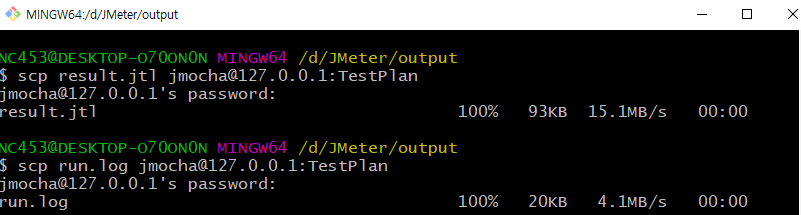 MINGW64:/d/JMeter/output
NC453@DESKTOP-O70ON0N MINGW64 /d/JMeter/output
$ scp result.jtl jmocha@127.0.0.1:TestPlan
jmocha@127.0.0.1's password:
result.jtl 100% 93KB 15.1MB/s 00:00
NC453@DESKTOP-O70ON0N MINGW64 /d/JMeter/output
$ scp run.log jmocha@127.0.0.1:TestPlan
jmocha@127.0.0.1's password:
run.log 100% 20KB 4.1MB/s 00:00